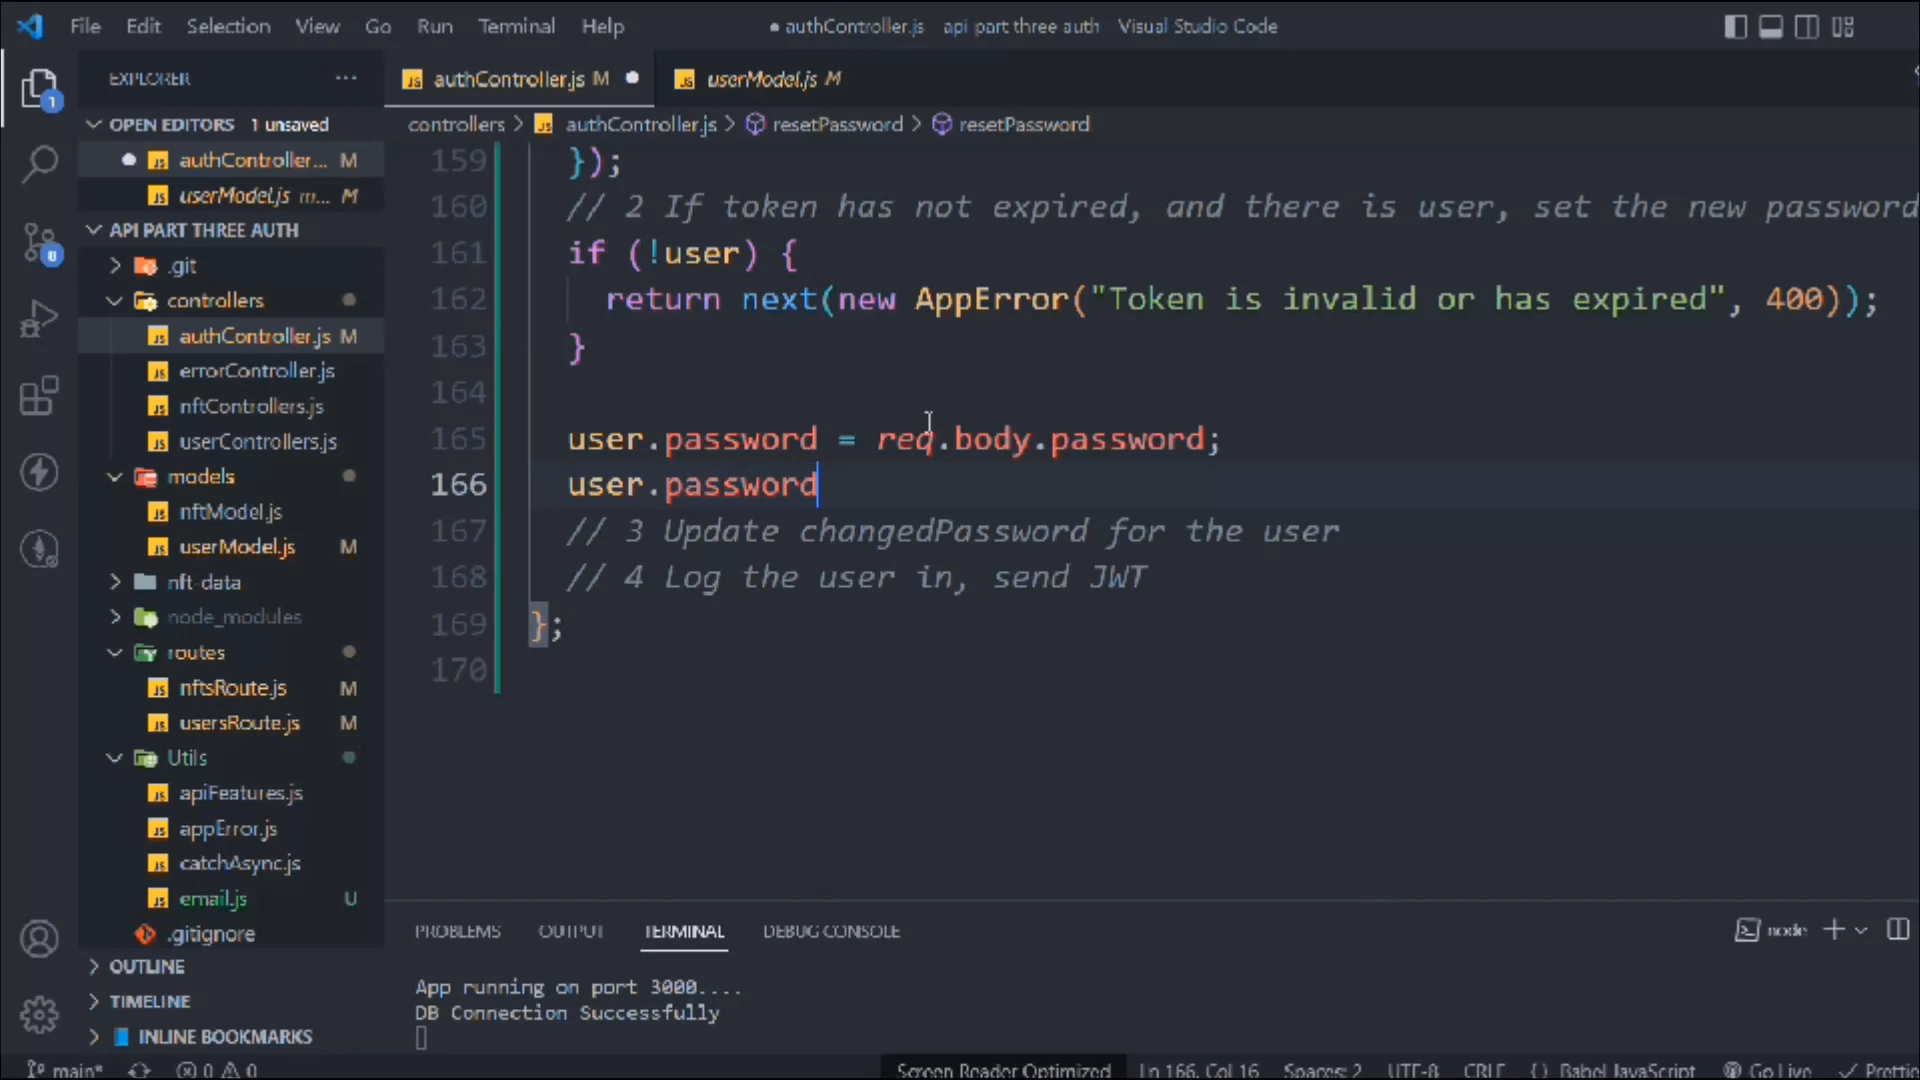 File Edit Selection View Go Run Terminal Help
● authController.js api part three auth Visual Studio Code
EXPLORER ...
authController.js M
userModel.js M
OPEN EDITORS 1 unsaved
controllers > authController.js > resetPassword > resetPassword
authController... M
userModel.js m... M
API PART THREE AUTH
.git
controllers
authController.js M
errorController.js
nftControllers.js
userControllers.js
models
nftModel.js
userModel.js M
nft-data
node_modules
routes
nftsRoute.js M
usersRoute.js M
Utils
apiFeatures.js
appError.js
catchAsync.js
email.js U
.gitignore
OUTLINE
TIMELINE
INLINE BOOKMARKS
1
8
159 });
160 // 2 If token has not expired, and there is user, set the new password
161 if (!user) {
162 return next(new AppError("Token is invalid or has expired", 400));
163 }
164
165 user.password = req.body.password;
166 user.password
167 // 3 Update changedPassword for the user
168 // 4 Log the user in, send JWT
169 };
170
PROBLEMS OUTPUT TERMINAL DEBUG CONSOLE
node
App running on port 3000....
DB Connection Successfully
main* 0 0 Screen Reader Optimized Ln 166, Col 16 Spaces: 2 UTF-8 CRLF {} Babel JavaScript Go Live Prettie